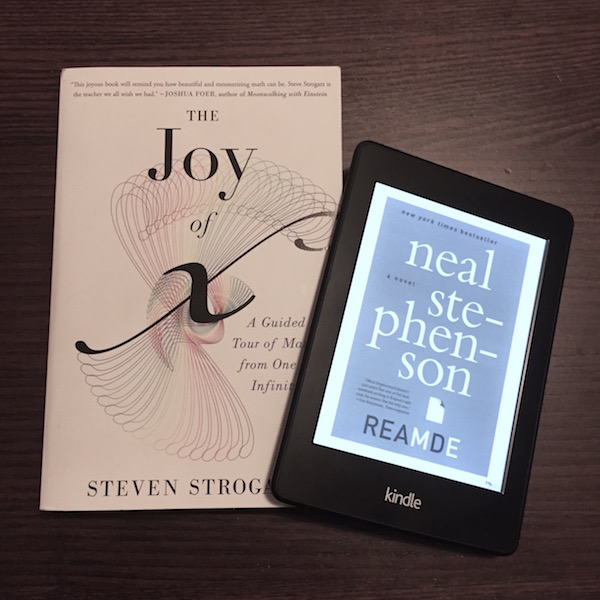 "This joyous book will remind you how beautiful and mesmerizing math can be. Steve Strogatz is
the teacher we all wish we had." –JOSHUA FOER, author of Moonwalking with Einstein
THE
Joy
of
x
A Guided
Tour of Ma
from One
Infinit
STEVEN STROGA
new york times bestseller
neal
a novel
ste-
phen-
son
REAMDE
kindle